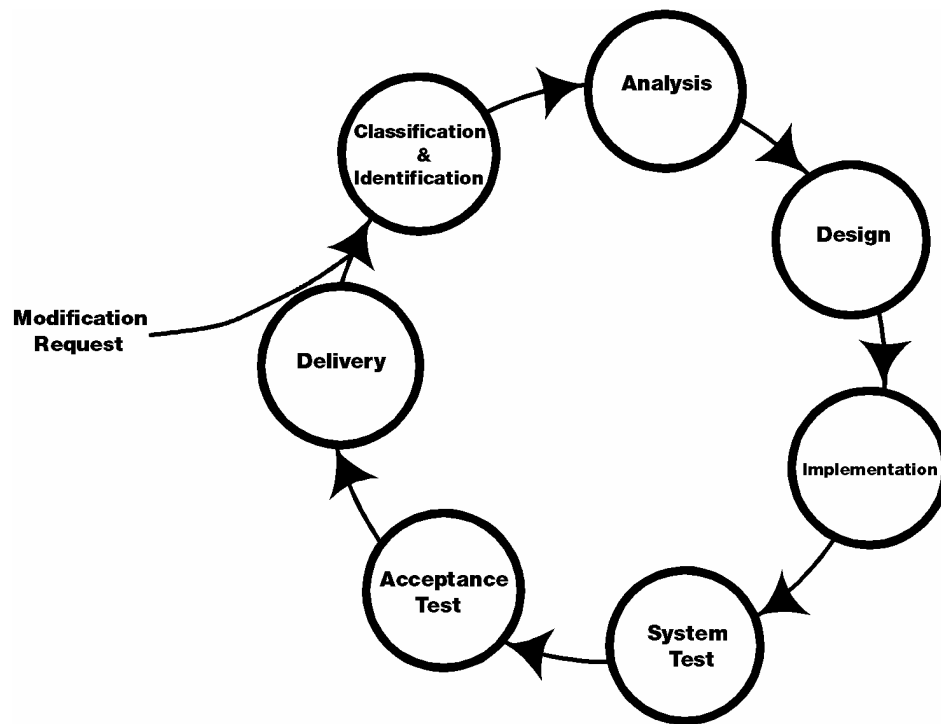 Analysis
Classification
&
Identification
Design
Modification
Request
Delivery
Implementation
Acceptance
Test
System
Test